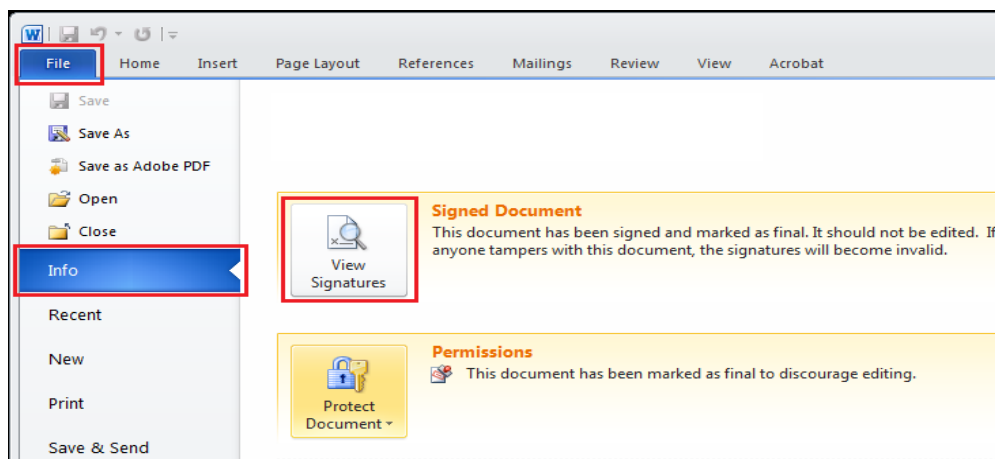 W
File Home Insert Page Layout References Mailings Review View Acrobat
Save
Save As
Save as Adobe PDF
Open
Close
Info
Recent
New
Print
Save & Send
View
Signatures
Signed Document
This document has been signed and marked as final. It should not be edited. If
anyone tampers with this document, the signatures will become invalid.
Protect
Document
Permissions
This document has been marked as final to discourage editing.